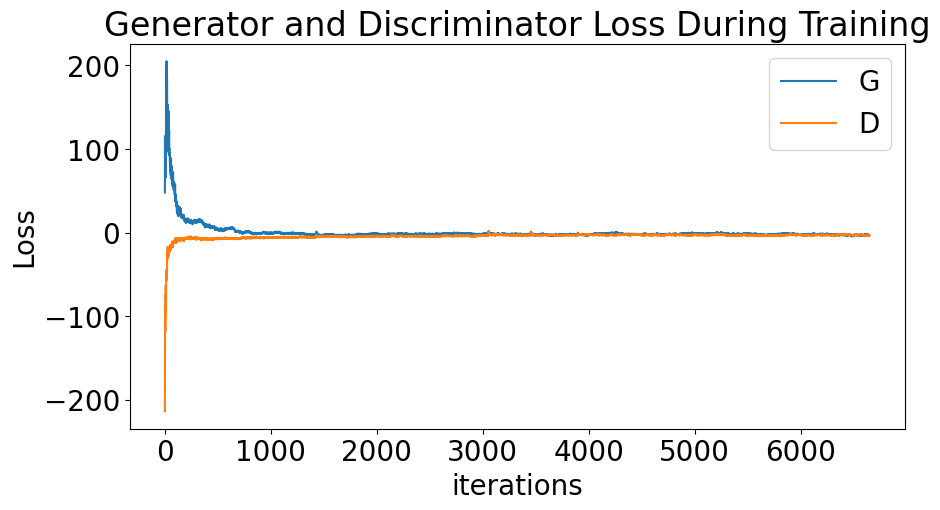 Generator and Discriminator Loss During Training
G
D
Loss
200
100
0
−100
−200
0 1000 2000 3000 4000 5000 6000
iterations